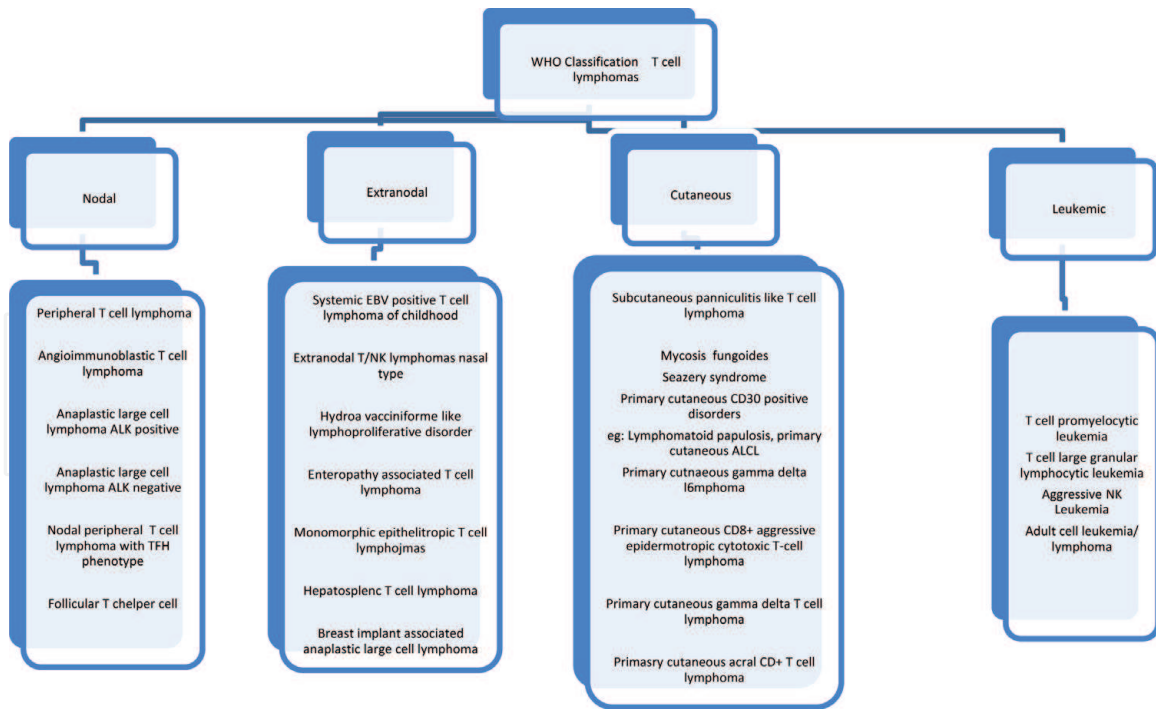 WHO Classification T cell
lymphomas
Nodal
Extranodal
Cutaneous
Leukemic
Peripheral T cell lymphoma
Angioimmunoblastic T cell
lymphoma
Anaplastic large cell
lymphoma ALK positive
Anaplastic large cell
lymphoma ALK negative
Nodal peripheral T cell
lymphoma with TFH
phenotype
Follicular T chelper cell
Systemic EBV positive T cell
lymphoma of childhood
Extranodal T/NK lymphomas nasal
type
Hydroa vacciniforme like
lymphoproliferative disorder
Enteropathy associated T cell
lymphoma
Monomorphic epithelitropic T cell
lymphojmas
Hepatosplenc T cell lymphoma
Breast implant associated
anaplastic large cell lymphoma
Subcutaneous panniculitis like T cell
lymphoma
Mycosis fungoides
Seazery syndrome
Primary cutaneous CD30 positive
disorders
eg: Lymphomatoid papulosis, primary
cutaneous ALCL
Primary cutnaeous gamma delta
l6mphoma
Primary cutaneous CD8+ aggressive
epidermotropic cytotoxic T-cell
lymphoma
Primary cutaneous gamma delta T cell
lymphoma
Primasry cutaneous acral CD+ T cell
lymphoma
T cell promyelocytic
leukemia
T cell large granular
lymphocytic leukemia
Aggressive NK
Leukemia
Adult cell leukemia/
lymphoma